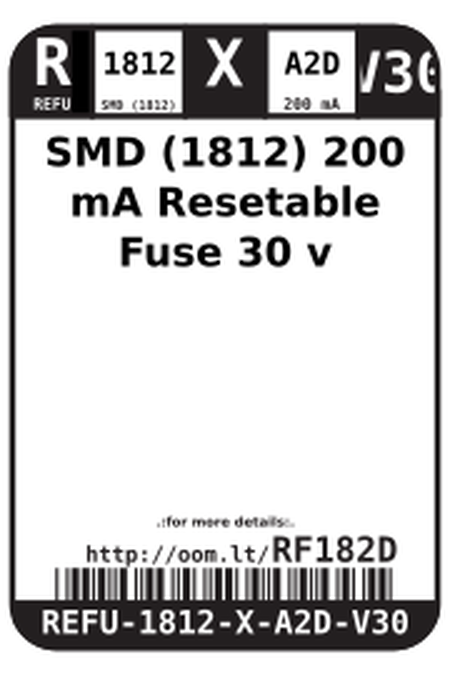 R 1812 X A2D V30
REFU SMD (1812) 200 mA
SMD (1812) 200
mA Resetable
Fuse 30 v
.:for more details:.
http://oom.lt/RF182D
REFU-1812-X-A2D-V30